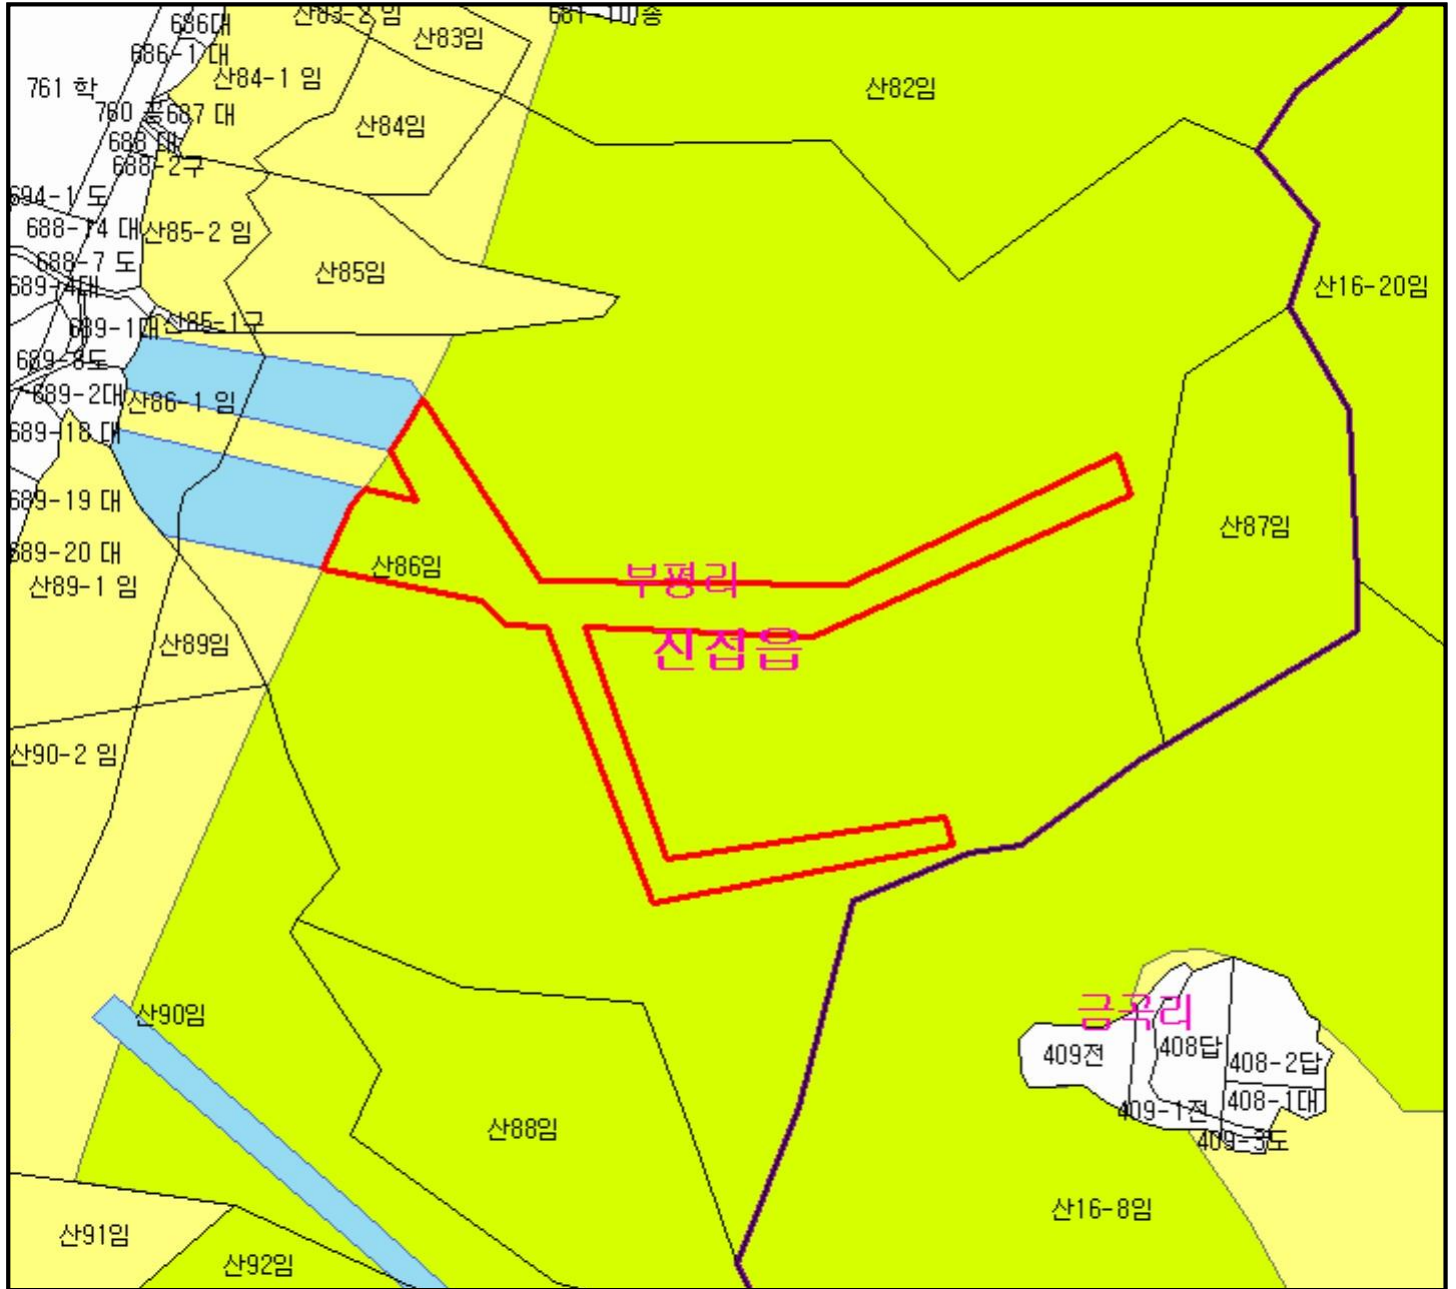 산83-2 임
686대
산83임
686-1 대
761 학
산84-1 임
산82임
687 대
산84임
688 대
688-2구
694-1 도
688-14 대
산85-2 임
688-7 도
산85임
689-4대
산16-20임
689-1대
산85-1구
689-8도
689-2대
산86-1 임
689-18 대
689-19 대
산87임
689-20 대
산86임
부평리
산89-1 임
산89임
진접읍
산90-2 임
산90임
금곡리
409전
408답
408-2답
408-1대
409-1전
산88임
409-3도
산16-8임
산91임
산92임